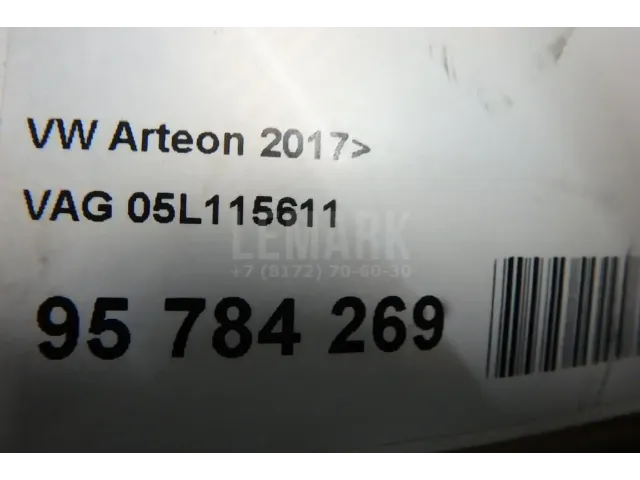 VW Arteon 2017>
VAG 05L115611
LEMARK
+7 (8172) 70-60-30
95 784 269